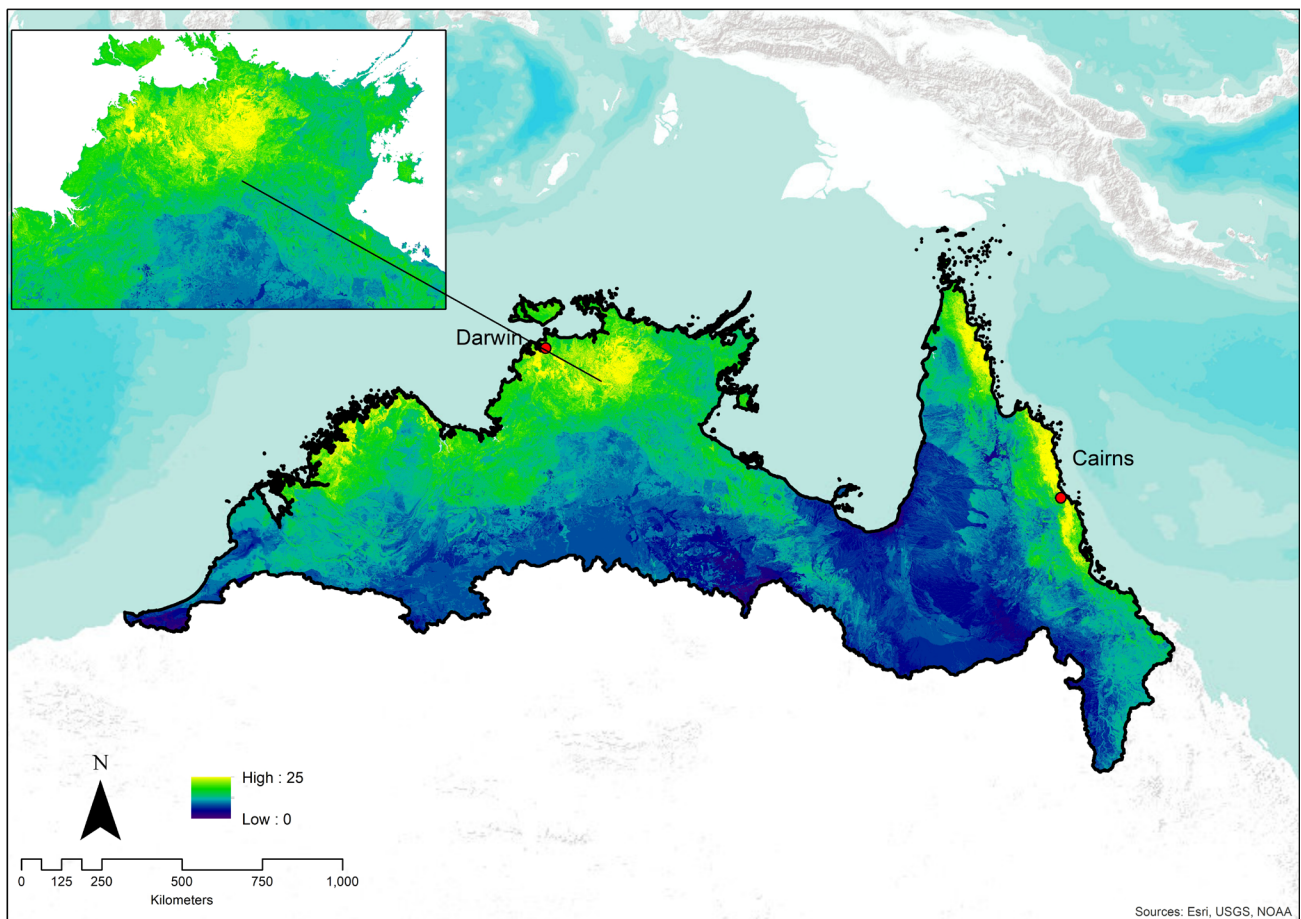 Darwin
Cairns
N
High : 25
Low : 0
0 125 250 500 750 1,000
Kilometers
Sources: Esri, USGS, NOAA